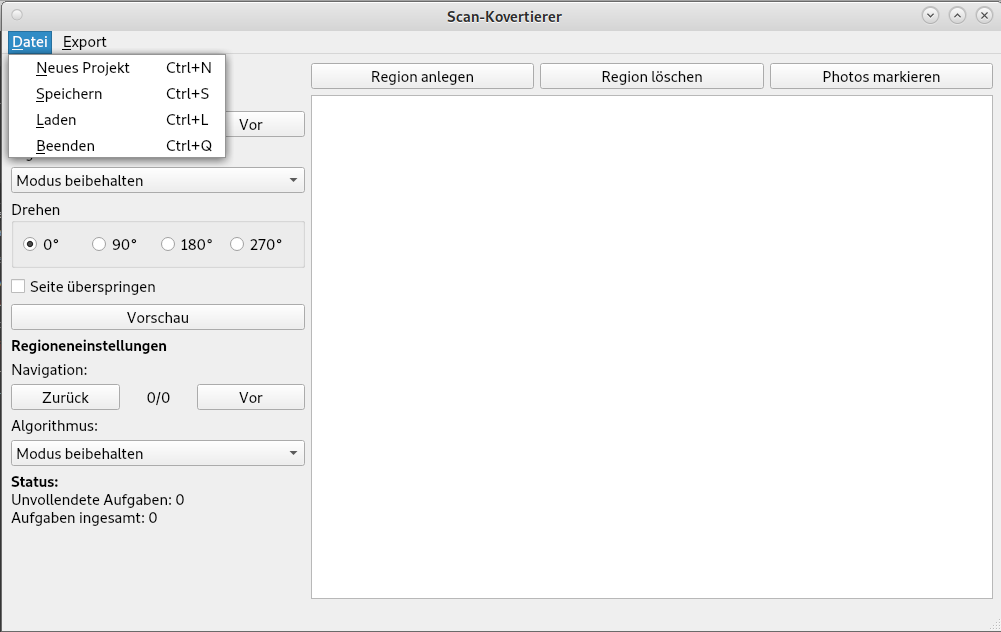 Scan-Kovertierer
Datei Export
Neues Projekt Ctrl+N
Speichern Ctrl+S
Laden Ctrl+L
Beenden Ctrl+Q
Region anlegen Region löschen Photos markieren
Vor
Modus beibehalten
Drehen
0° 90° 180° 270°
Seite überspringen
Vorschau
Regioneneinstellungen
Navigation:
Zurück 0/0 Vor
Algorithmus:
Modus beibehalten
Status:
Unvollendete Aufgaben: 0
Aufgaben ingesamt: 0